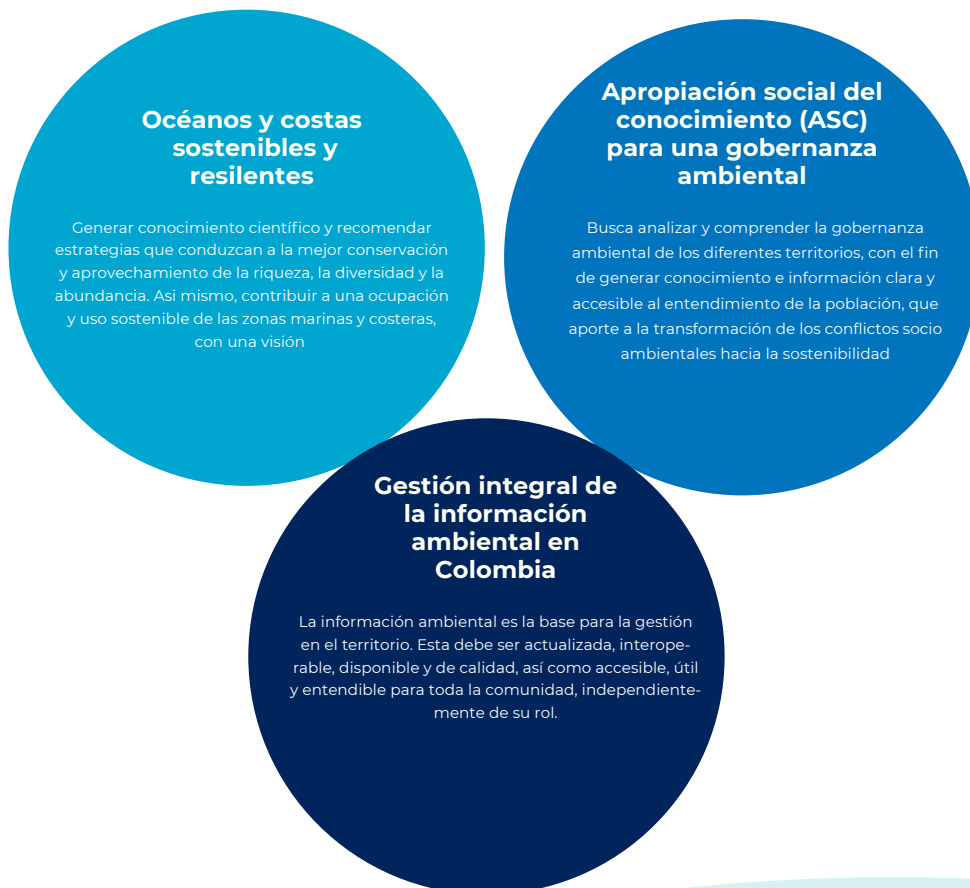 Océanos y costas
sostenibles y
resilentes
Generar conocimiento científico y recomendar
estrategias que conduzcan a la mejor conservación
y aprovechamiento de la riqueza, la diversidad y la
abundancia. Asi mismo, contribuir a una ocupación
y uso sostenible de las zonas marinas y costeras,
con una visión
Apropiación social del
conocimiento (ASC)
para una gobernanza
ambiental
Busca analizar y comprender la gobernanza
ambiental de los diferentes territorios, con el fin
de generar conocimiento e información clara y
accesible al entendimiento de la población, que
aporte a la transformación de los conflictos socio
ambientales hacia la sostenibilidad
Gestión integral de
la información
ambiental en
Colombia
La información ambiental es la base para la gestión
en el territorio. Esta debe ser actualizada, interope-
rable, disponible y de calidad, así como accesible, útil
y entendible para toda la comunidad, independiente-
mente de su rol.